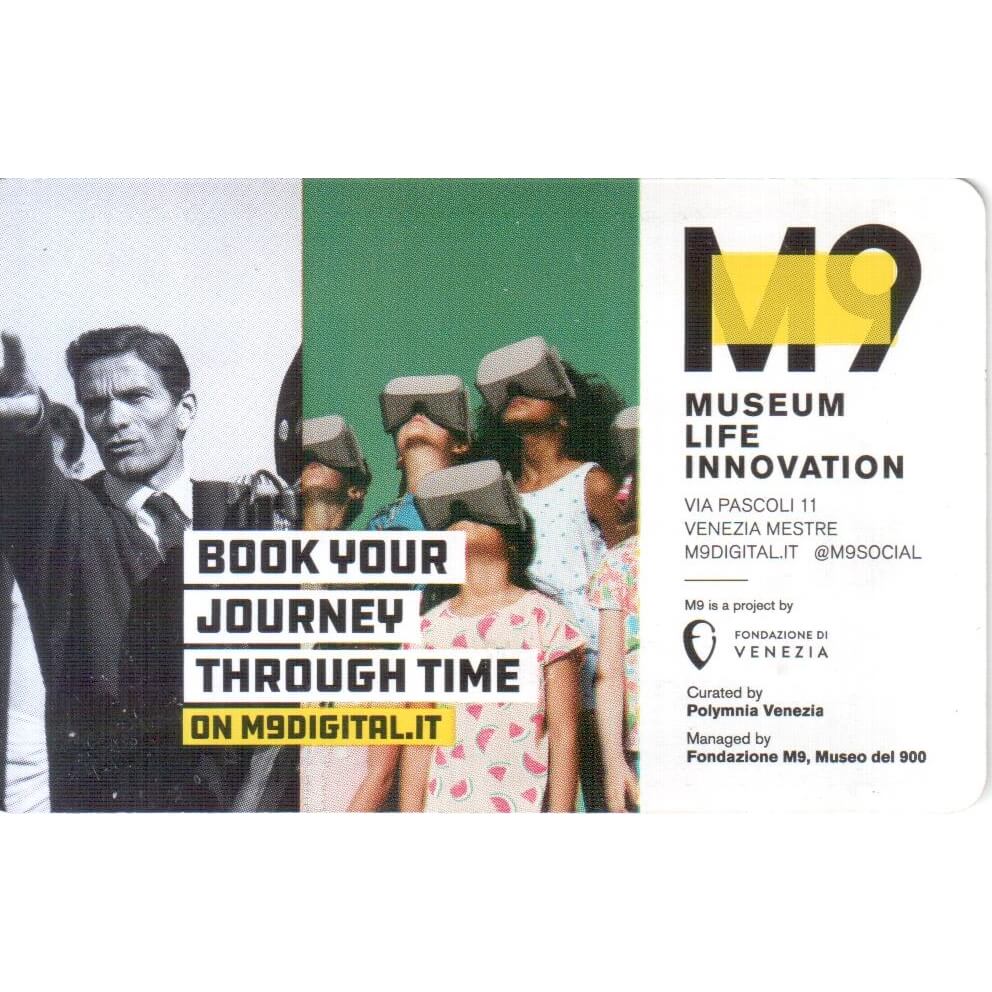 BOOK YOUR
JOURNEY
THROUGH TIME
ON M9DIGITAL.IT
M9
MUSEUM
LIFE
INNOVATION
VIA PASCOLI 11
VENEZIA MESTRE
M9DIGITAL.IT @M9SOCIAL
M9 is a project by
FONDAZIONE DI
VENEZIA
Curated by
Polymnia Venezia
Managed by
Fondazione M9, Museo del 900